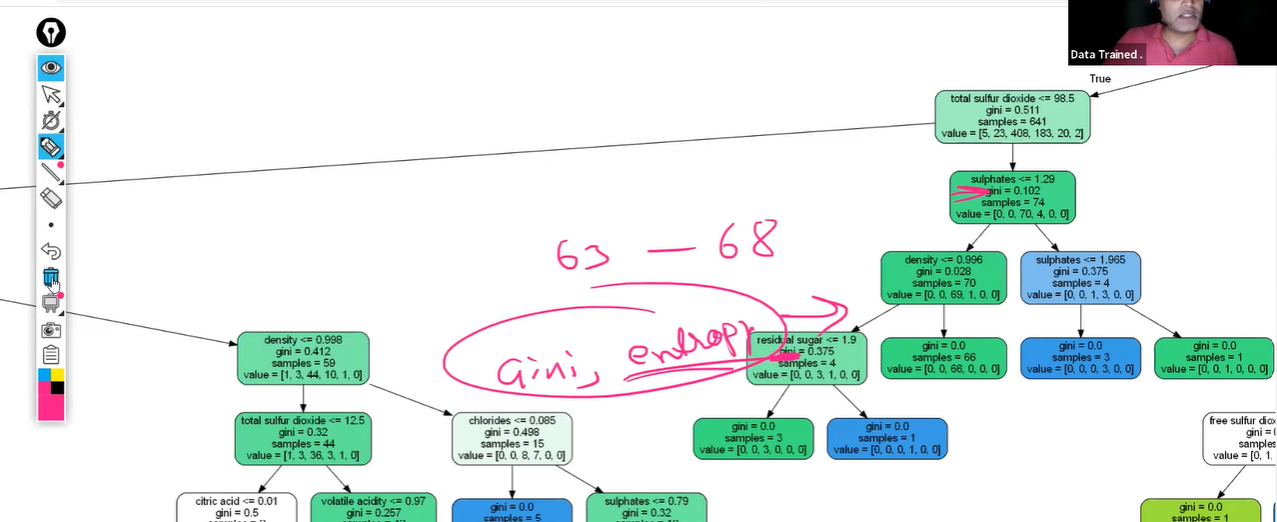 Data Trained .
True
total sulfur dioxide <= 98.5
gini = 0.511
samples = 641
value = [5, 23, 408, 183, 20, 2]
sulphates <= 1.29
gini = 0.102
samples = 74
value = [0, 0, 70, 4, 0, 0]
63 — 68
density <= 0.996
gini = 0.028
samples = 70
value = [0, 0, 69, 1, 0, 0]
sulphates <= 1.965
gini = 0.375
samples = 4
value = [0, 0, 1, 3, 0, 0]
density <= 0.998
gini = 0.412
samples = 59
value = [1, 3, 44, 10, 1, 0]
Gini, entropy
residual sugar <= 1.9
gini = 0.375
samples = 4
value = [0, 0, 3, 1, 0, 0]
gini = 0.0
samples = 66
value = [0, 0, 66, 0, 0, 0]
gini = 0.0
samples = 3
value = [0, 0, 0, 3, 0, 0]
gini = 0.0
samples = 1
value = [0, 0, 1, 0, 0, 0]
total sulfur dioxide <= 12.5
gini = 0.32
samples = 44
value = [1, 3, 36, 3, 1, 0]
chlorides <= 0.085
gini = 0.498
samples = 15
value = [0, 0, 8, 7, 0, 0]
gini = 0.0
samples = 3
value = [0, 0, 3, 0, 0, 0]
gini = 0.0
samples = 1
value = [0, 0, 0, 1, 0, 0]
free sulfur
gini =
samples
value = [0, 1,
citric acid <= 0.01
gini = 0.5
volatile acidity <= 0.97
gini = 0.257
gini = 0.0
samples = 5
sulphates <= 0.79
gini = 0.32
gini = 0.0
samples = 1